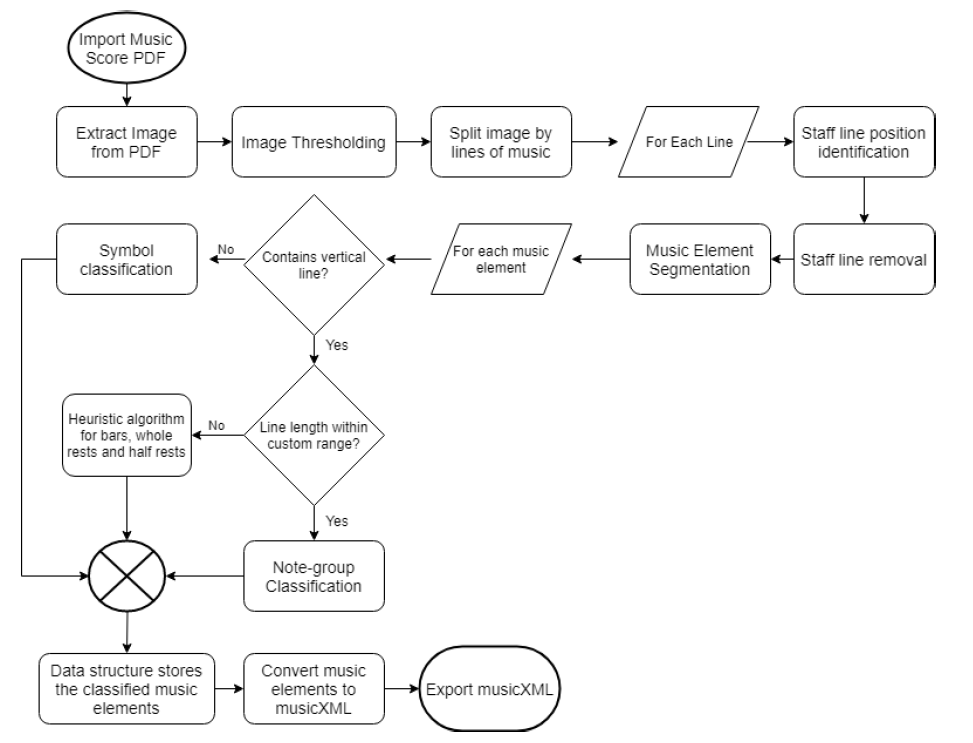 Import Music
Score PDF
Extract Image
from PDF
Image Thresholding
Split image by
lines of music
For Each Line
Staff line position
identification
Symbol
classification
No
Contains vertical
line?
For each music
element
Music Element
Segmentation
Staff line removal
Yes
Heuristic algorithm
for bars, whole
rests and half rests
No
Line length within
custom range?
Yes
Note-group
Classification
Data structure stores
the classified music
elements
Convert music
elements to
musicXML
Export musicXML